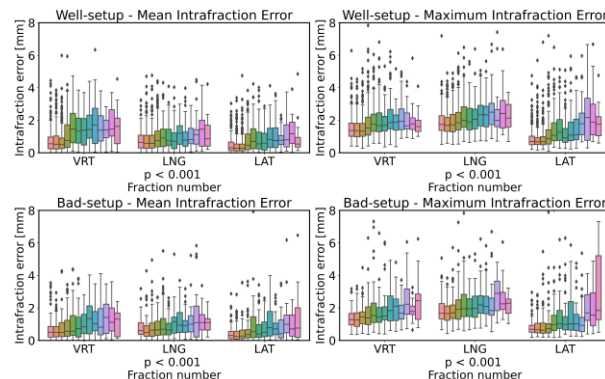 Well-setup - Mean Intrafraction Error
Intrafraction error [mm]
8
6
4
2
0
VRT LNG LAT
p < 0.001
Fraction number
Well-setup - Maximum Intrafraction Error
Intrafraction error [mm]
8
6
4
2
0
VRT LNG LAT
p < 0.001
Fraction number
Bad-setup - Mean Intrafraction Error
Intrafraction error [mm]
8
6
4
2
0
VRT LNG LAT
p < 0.001
Fraction number
Bad-setup - Maximum Intrafraction Error
Intrafraction error [mm]
8
6
4
2
0
VRT LNG LAT
p < 0.001
Fraction number